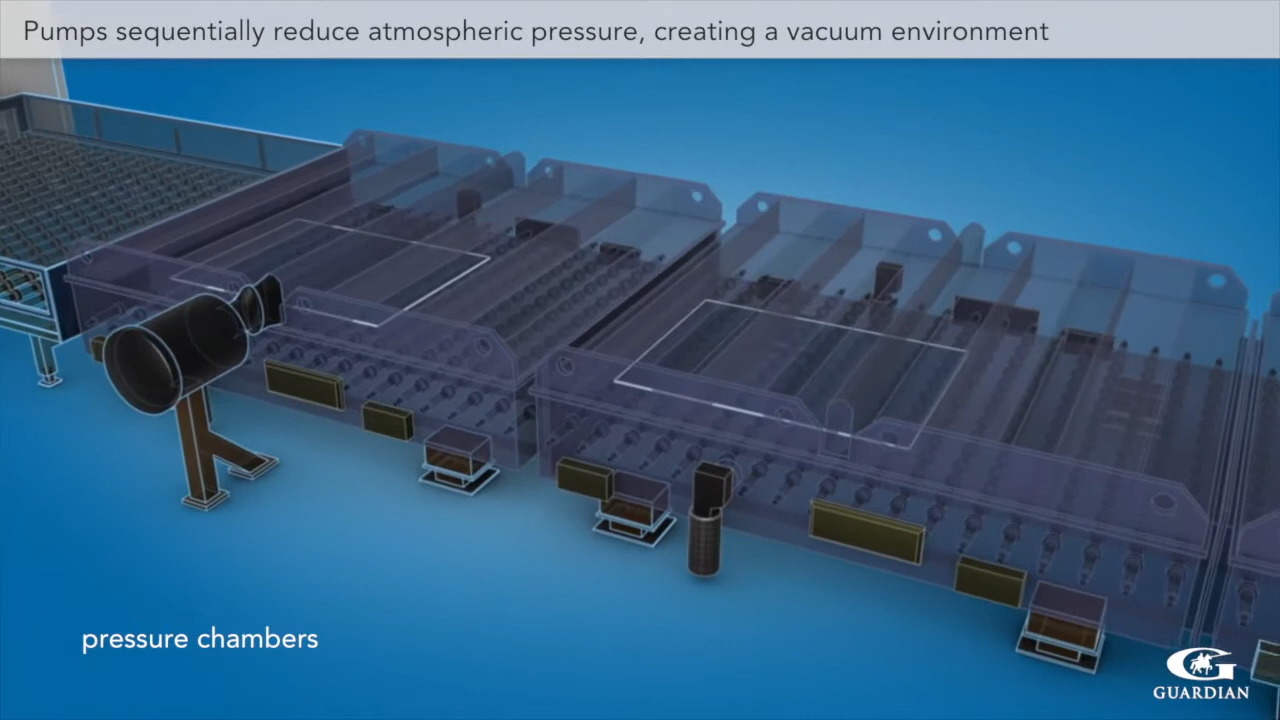 Pumps sequentially reduce atmospheric pressure, creating a vacuum environment
pressure chambers
GUARDIAN